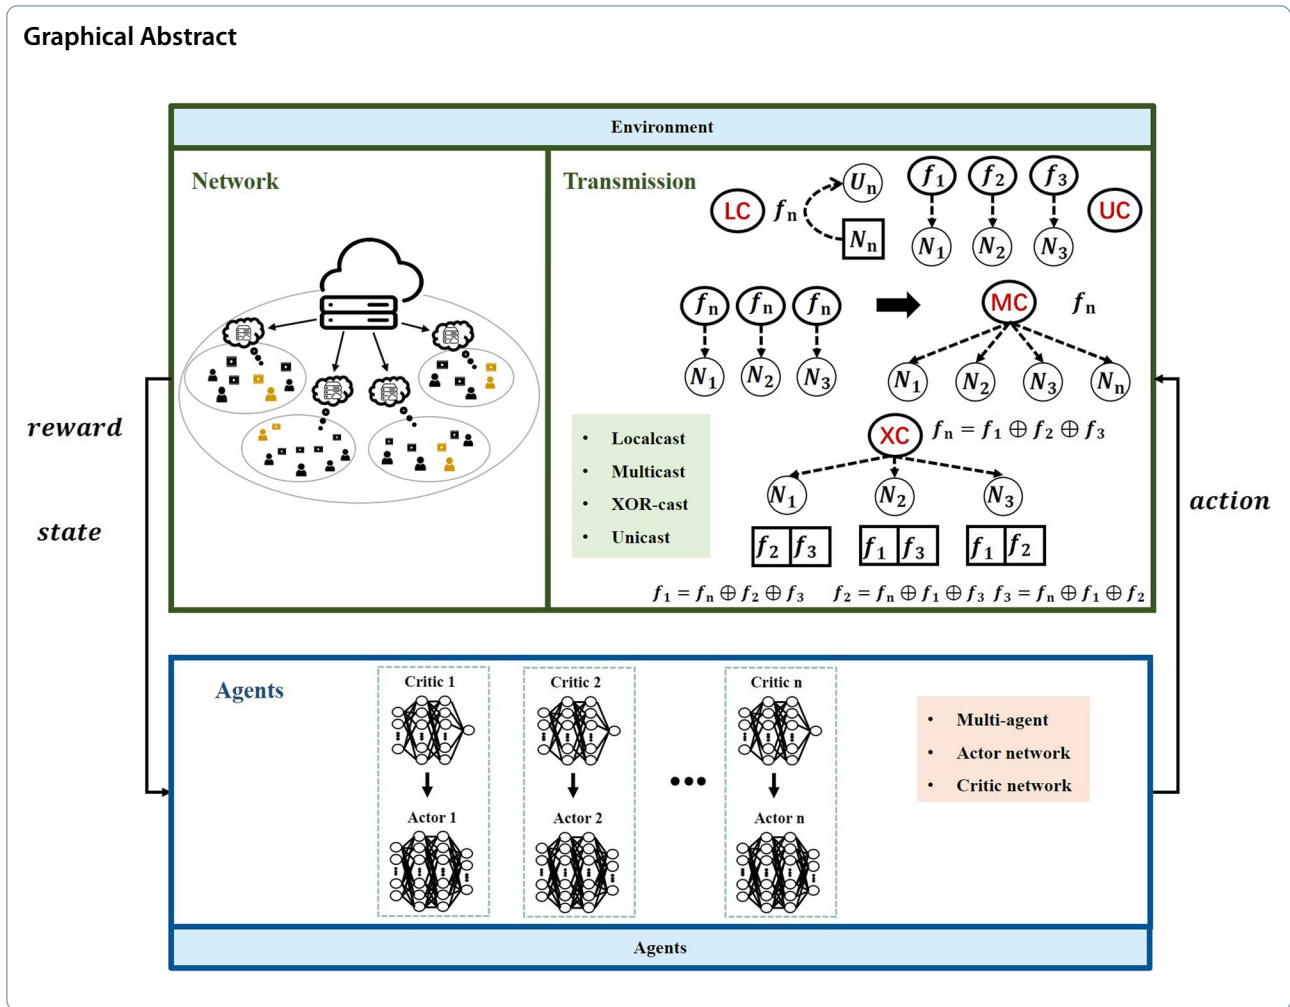 Graphical Abstract
Environment
Network
Transmission
LC
f_n
U_n
N_n
f_1 f_2 f_3
UC
N_1 N_2 N_3
f_n f_n f_n
MC
f_n
N_1 N_2 N_3
N_1 N_2 N_3 N_n
reward
state
action
• Localcast
• Multicast
• XOR-cast
• Unicast
XC
f_n = f_1 ⊕ f_2 ⊕ f_3
N_1 N_2 N_3
f_2 f_3 f_1 f_3 f_1 f_2
f_1 = f_n ⊕ f_2 ⊕ f_3 f_2 = f_n ⊕ f_1 ⊕ f_3 f_3 = f_n ⊕ f_1 ⊕ f_2
Agents
Critic 1 Critic 2 Critic n
Actor 1 Actor 2 Actor n
• Multi-agent
• Actor network
• Critic network
Agents